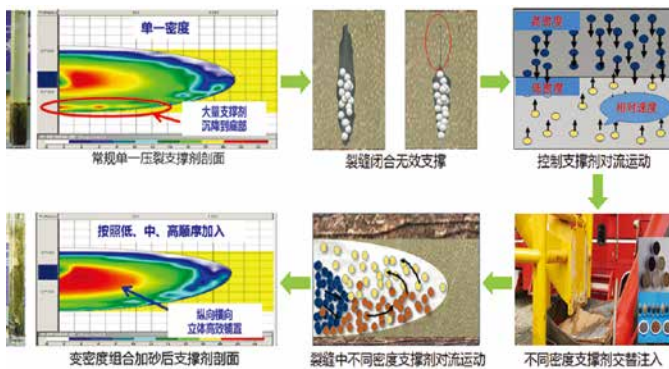 单一密度
大量支撑剂
沉降到底部
常规单一压裂支撑剂剖面
裂缝闭合无效支撑
高密度
低密度
相对速度
控制支撑剂对流运动
按照低、中、高顺序加入
纵向横向
立体高效铺置
变密度组合加砂后支撑剂剖面
裂缝中不同密度支撑剂对流运动
不同密度支撑剂交替注入